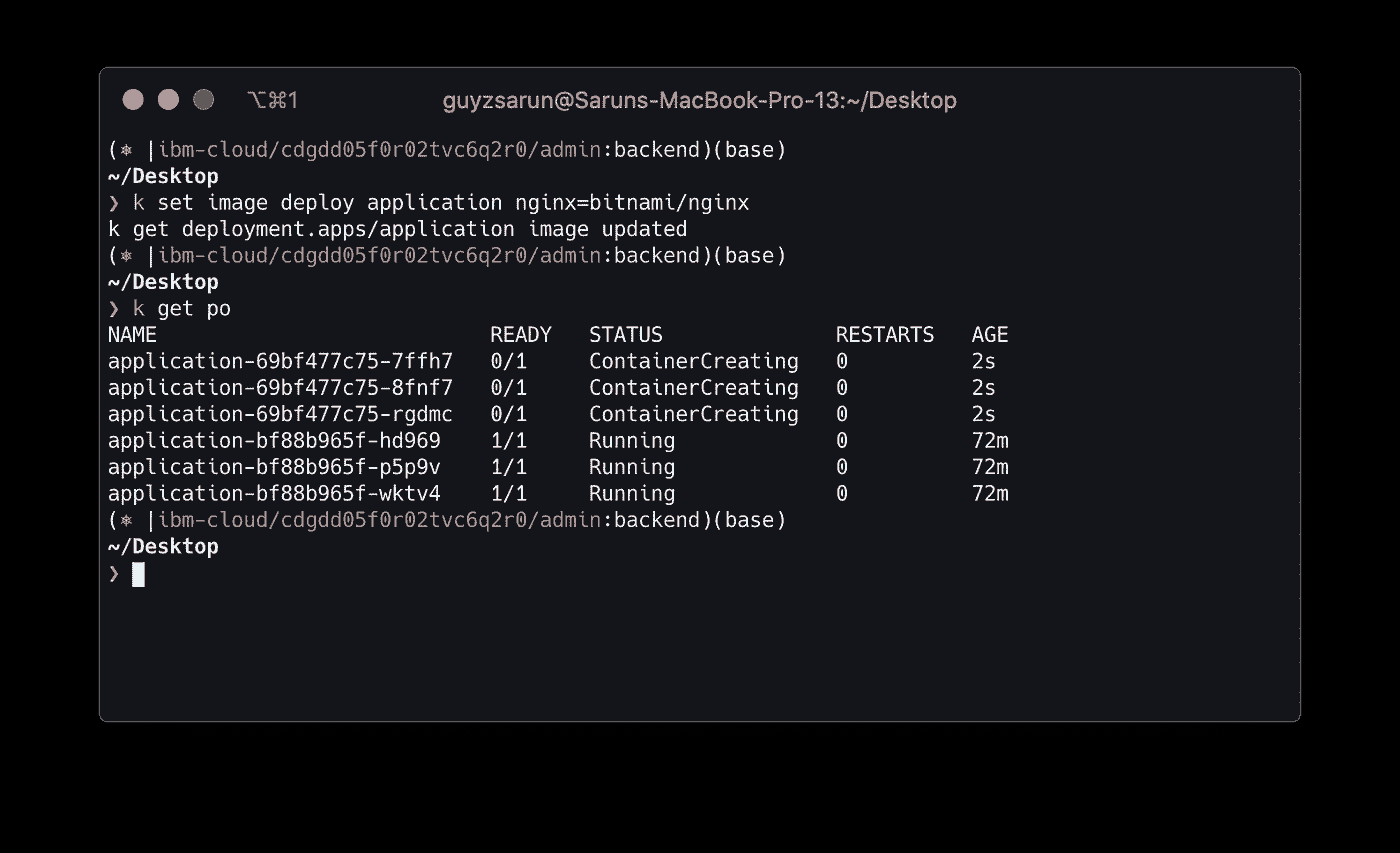 ⌥⌘1 guyzsarun@Saruns-MacBook-Pro-13:~/Desktop
(⎈ |ibm-cloud/cdgdd05f0r02tvc6q2r0/admin:backend)(base)
~/Desktop
❯ k set image deploy application nginx=bitnami/nginx
k get deployment.apps/application image updated
(⎈ |ibm-cloud/cdgdd05f0r02tvc6q2r0/admin:backend)(base)
~/Desktop
❯ k get po
NAME READY STATUS RESTARTS AGE
application-69bf477c75-7ffh7 0/1 ContainerCreating 0 2s
application-69bf477c75-8fnf7 0/1 ContainerCreating 0 2s
application-69bf477c75-rgdmc 0/1 ContainerCreating 0 2s
application-bf88b965f-hd969 1/1 Running 0 72m
application-bf88b965f-p5p9v 1/1 Running 0 72m
application-bf88b965f-wktv4 1/1 Running 0 72m
(⎈ |ibm-cloud/cdgdd05f0r02tvc6q2r0/admin:backend)(base)
~/Desktop
❯